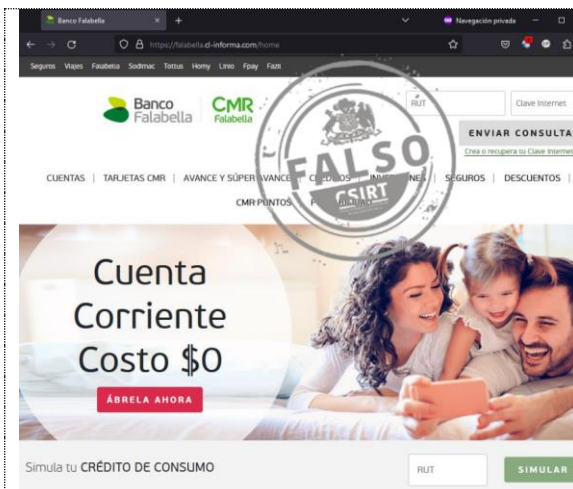 Banco Falabella
Navegación privada
https://falabella.cl-informa.com/home
Seguros Viajes Falabella Sodimac Tottus Homy Linio Fpay Fazil
Banco Falabella
CMR Falabella
RUT
Clave Internet
ENVIAR CONSULTA
Crea o recupera tu Clave Internet
FALSO
CSIRT
CUENTAS | TARJETAS CMR | AVANCE Y SÚPER AVANCE | CRÉDITOS | INVERSIONES | SEGUROS | DESCUENTOS |
CMR PUNTOS
Cuenta
Corriente
Costo $0
ÁBRELA AHORA
Simula tu CRÉDITO DE CONSUMO
RUT
SIMULAR